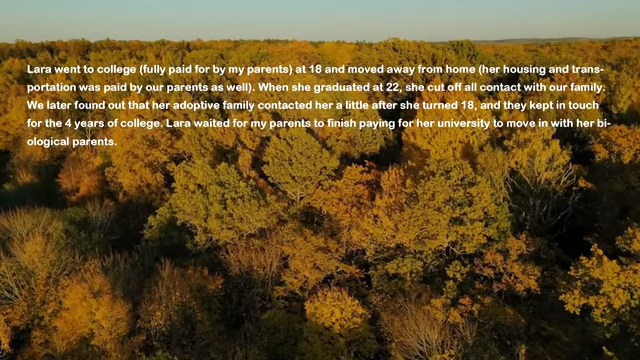 Lara went to college (fully paid for by my parents) at 18 and moved away from home (her housing and trans-
portation was paid by our parents as well). When she graduated at 22, she cut off all contact with our family.
We later found out that her adoptive family contacted her a little after she turned 18, and they kept in touch
for the 4 years of college. Lara waited for my parents to finish paying for her university to move in with her bi-
ological parents.